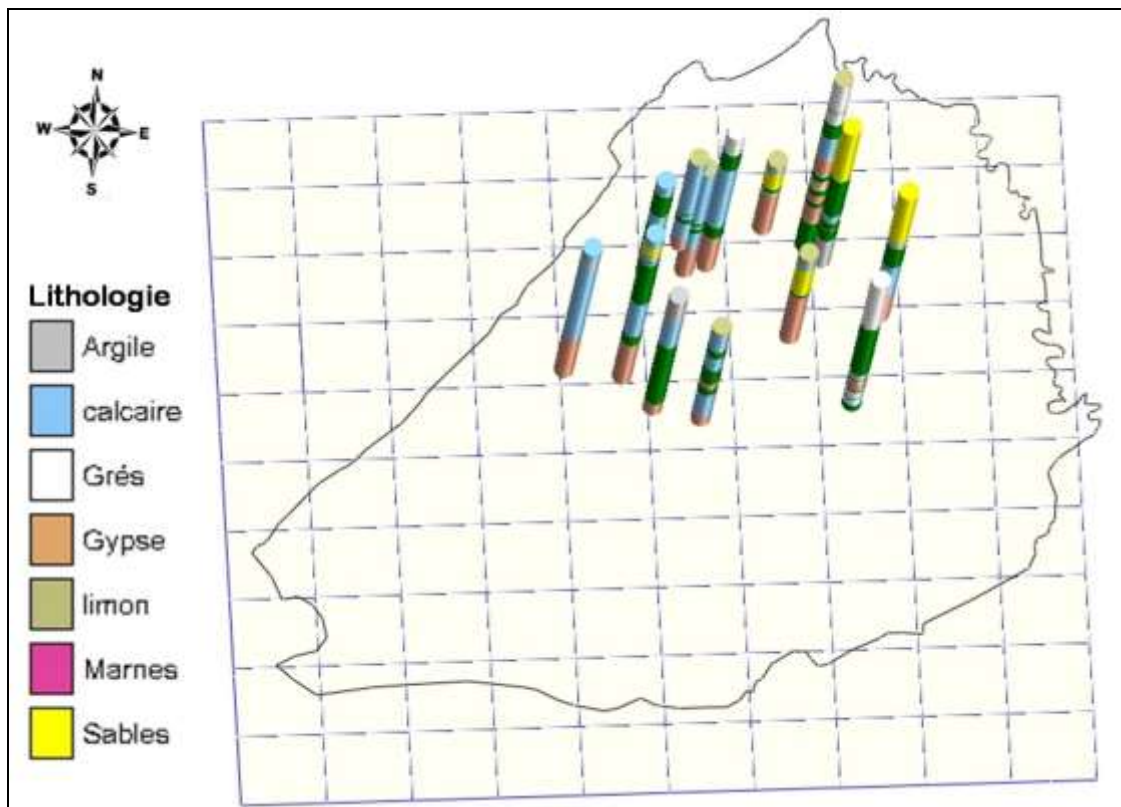 N
W E
S
Lithologie
Argile
calcaire
Grés
Gypse
limon
Marnes
Sables